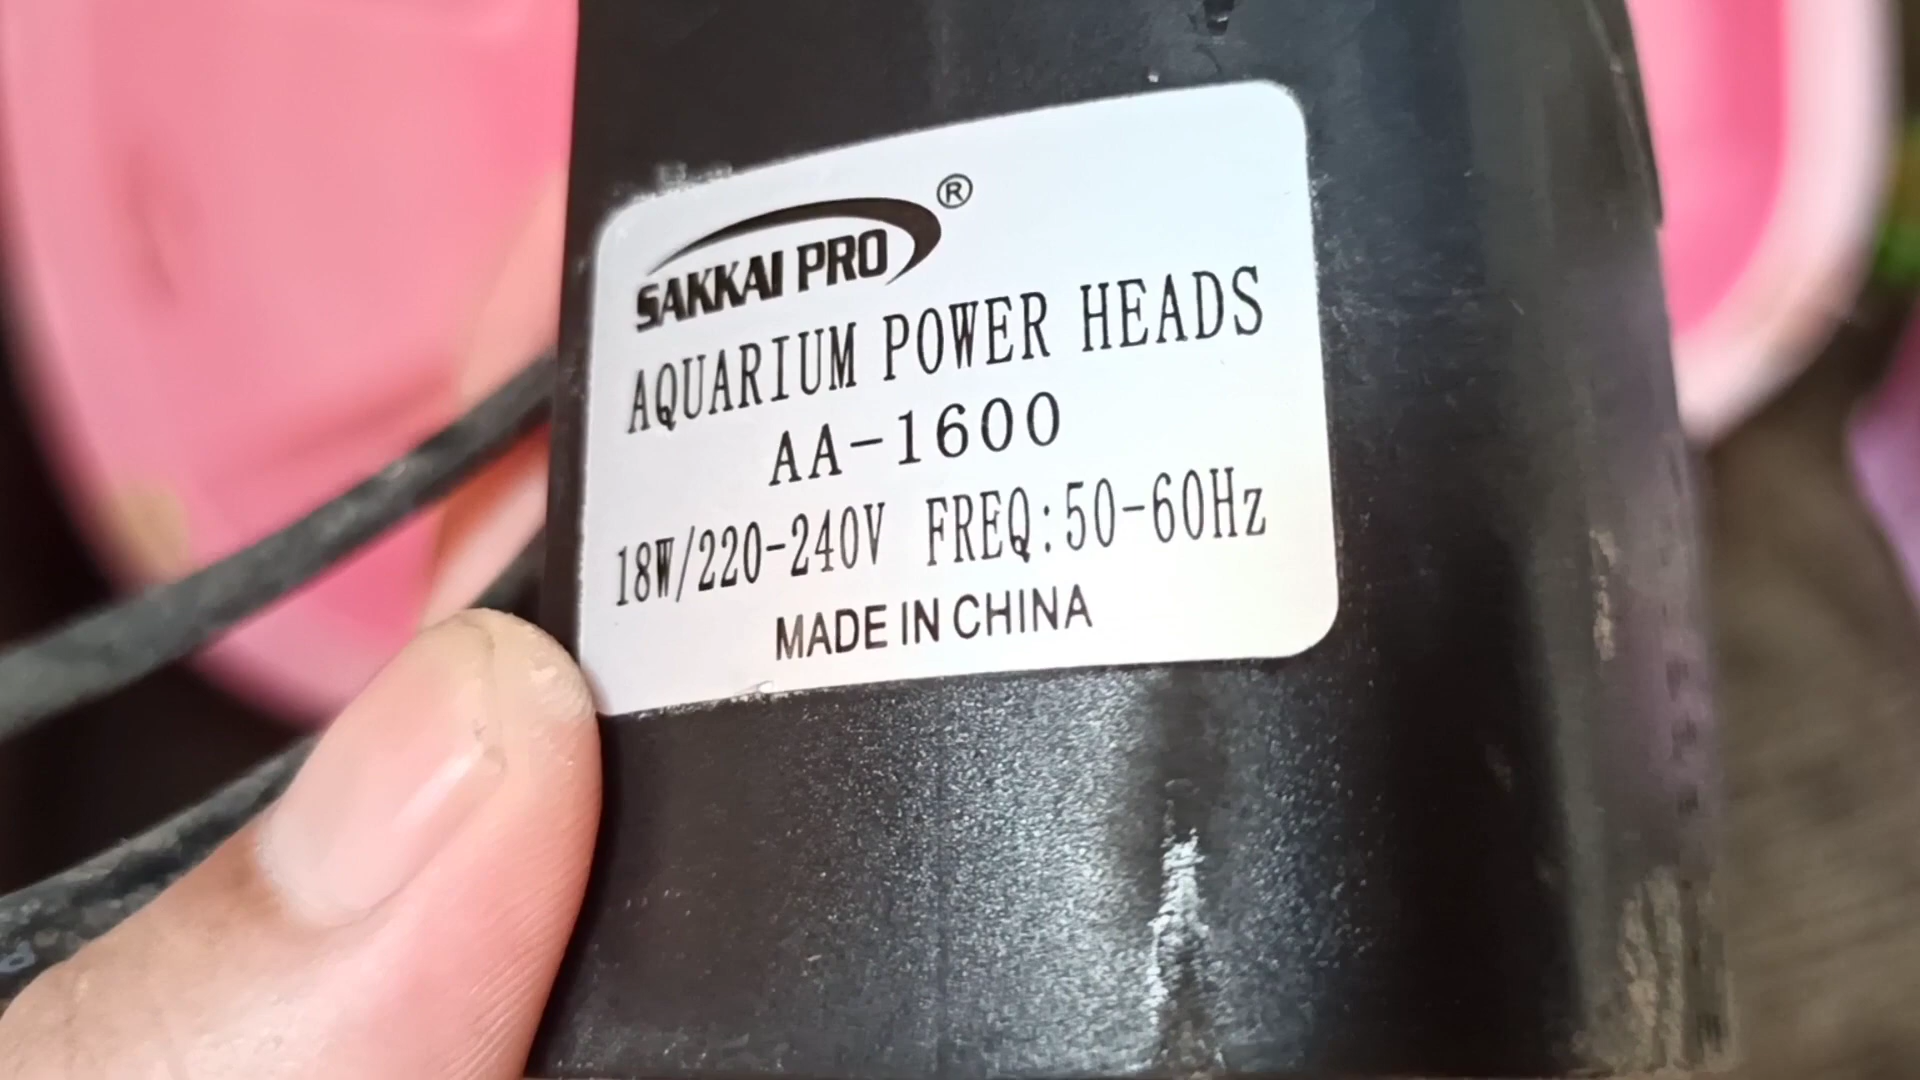 SAKKAI PRO ®
AQUARIUM POWER HEADS
AA-1600
18W/220-240V FREQ:50-60Hz
MADE IN CHINA